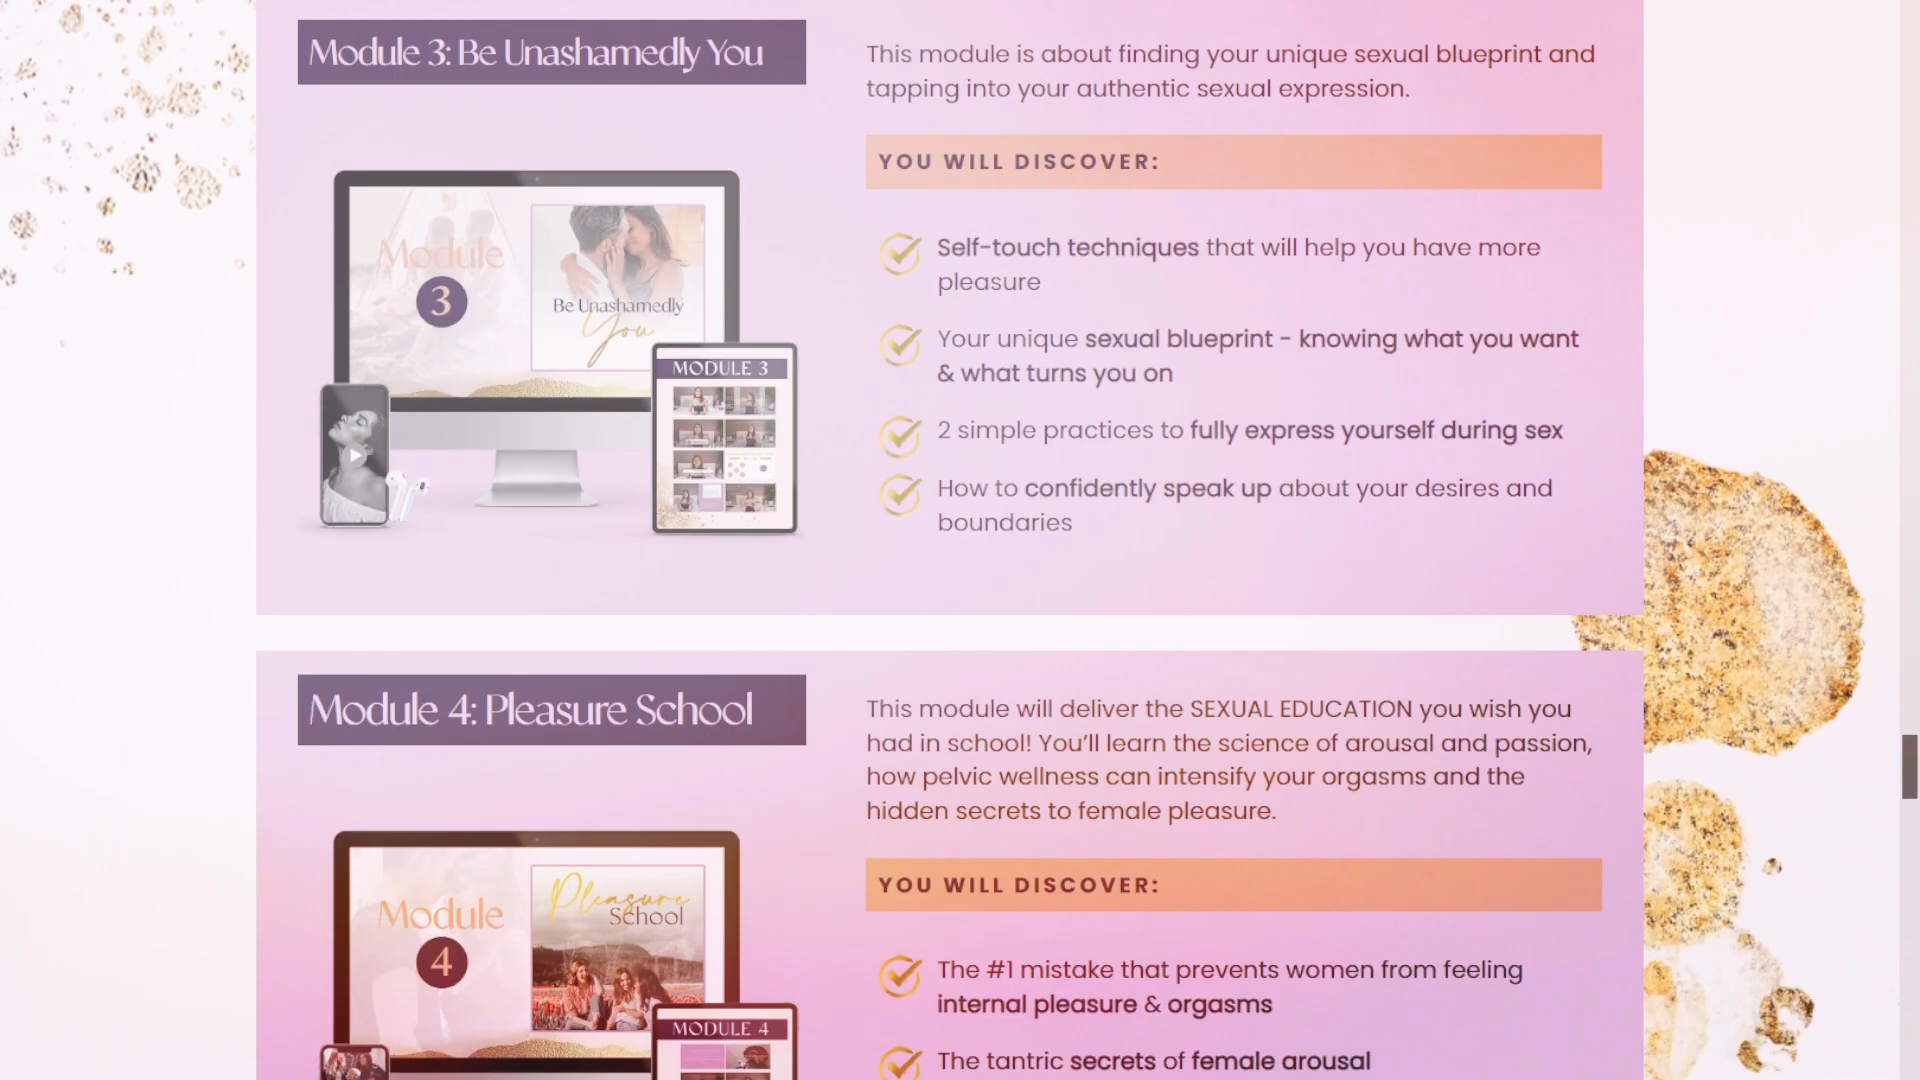 Module 3: Be Unashamedly You
This module is about finding your unique sexual blueprint and
tapping into your authentic sexual expression.
YOU WILL DISCOVER:
Self-touch techniques that will help you have more
pleasure
Your unique sexual blueprint - knowing what you want
& what turns you on
2 simple practices to fully express yourself during sex
How to confidently speak up about your desires and
boundaries
Module
3
Be Unashamedly
You
MODULE 3
Module 4: Pleasure School
This module will deliver the SEXUAL EDUCATION you wish you
had in school! You'll learn the science of arousal and passion,
how pelvic wellness can intensify your orgasms and the
hidden secrets to female pleasure.
YOU WILL DISCOVER:
The #1 mistake that prevents women from feeling
internal pleasure & orgasms
The tantric secrets of female arousal
Module
4
Pleasure
School
MODULE 4